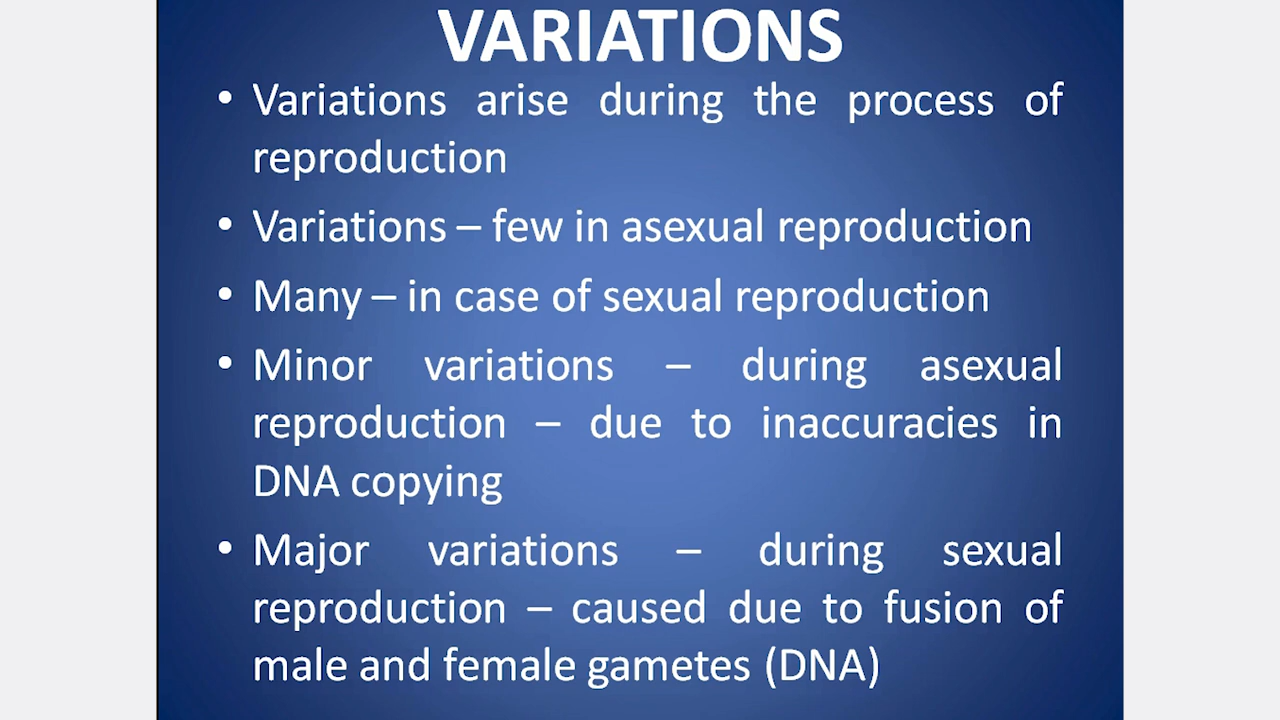 VARIATIONS
• Variations arise during the process of
reproduction
• Variations – few in asexual reproduction
• Many – in case of sexual reproduction
• Minor variations – during asexual
reproduction – due to inaccuracies in
DNA copying
• Major variations – during sexual
reproduction – caused due to fusion of
male and female gametes (DNA)